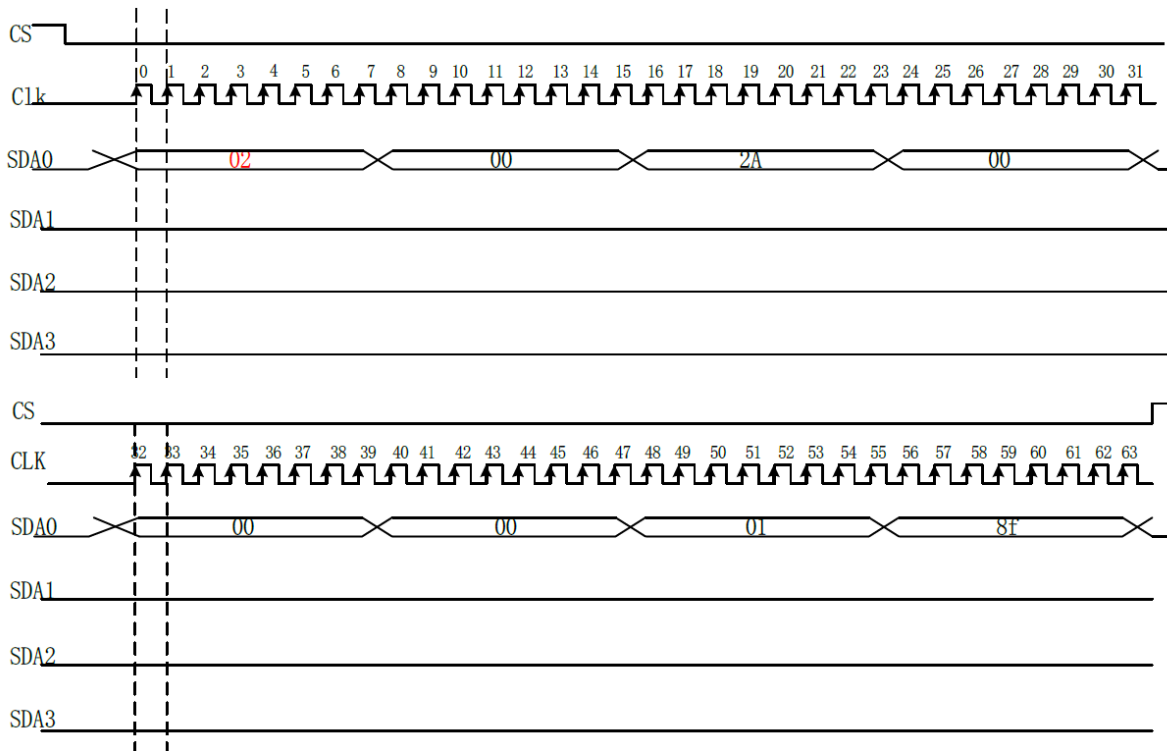 CS
0 1 2 3 4 5 6 7 8 9 10 11 12 13 14 15 16 17 18 19 20 21 22 23 24 25 26 27 28 29 30 31
Clk
SDA0 02 00 2A 00
SDA1
SDA2
SDA3
CS
32 33 34 35 36 37 38 39 40 41 42 43 44 45 46 47 48 49 50 51 52 53 54 55 56 57 58 59 60 61 62 63
CLK
SDA0 00 00 01 8f
SDA1
SDA2
SDA3